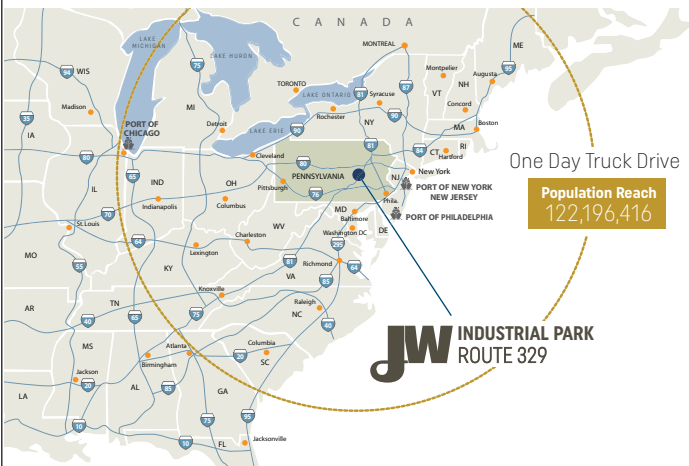 CANADA
LAKE
MICHIGAN
LAKE HURON
MONTREAL
ME
95
75
94
WIS
Montpelier
Augusta
NH
VT
87
TORONTO
LAKE ONTARIO
81
Syracuse
Concord
Madison
MI
Rochester
90
NY
MA
Boston
35
PORT OF
CHICAGO
Detroit
LAKE ERIE
90
IA
81
84
CT
RI
Hartford
80
Cleveland
80
One Day Truck Drive
65
PENNSYLVANIA
New York
IL
IND
OH
Pittsburgh
76
NJ
PORT OF NEW YORK
NEW JERSEY
Population Reach
122,196,416
Indianapolis
Columbus
Phila.
70
MD
Baltimore
PORT OF PHILADELPHIA
St.Louis
WV
DE
64
Charleston
Washington DC
295
MO
Lexington
55
81
Richmond
64
KY
VA
85
Knoxville
TN
Raleigh
AR
75
NC
40
65
40
JW
INDUSTRIAL PARK
ROUTE 329
MS
Atlanta
Columbia
20
Birmingham
SC
Jackson
20
AL
85
GA
LA
75
95
10
10
FL
Jacksonville